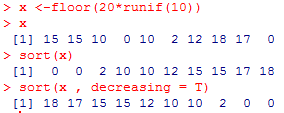 > x <-floor(20*runif(10))
> x
[1] 15 15 10 0 10 2 12 18 17 0
> sort(x)
[1] 0 0 2 10 10 12 15 15 17 18
> sort(x , decreasing = T)
[1] 18 17 15 15 12 10 10 2 0 0